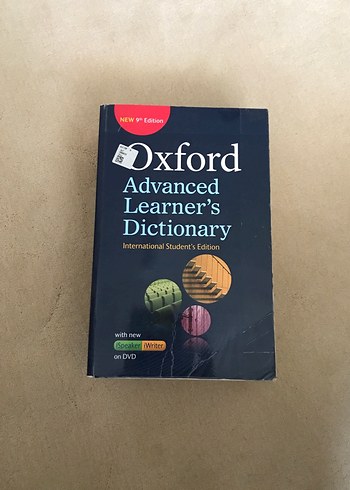 NEW 9th Edition
Oxford
Advanced
Learner's
Dictionary
International Student's Edition
with new
iSpeaker iWriter
on DVD